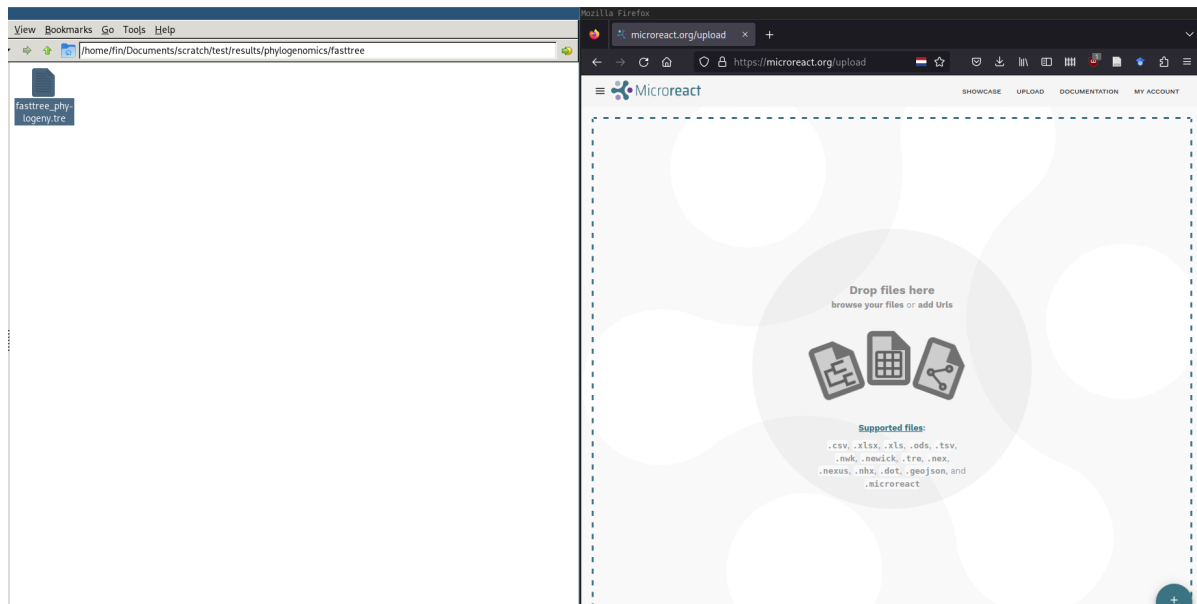 View Bookmarks Go Tools Help
/home/fin/Documents/scratch/test/results/phylogenomics/fasttree
fasttree_phy-
logeny.tre
Mozilla Firefox
microreact.org/upload × +
https://microreact.org/upload
Microreact
SHOWCASE UPLOAD DOCUMENTATION MY ACCOUNT
Drop files here
browse your files or add Urls
Supported files:
.csv, .xlsx, .xls, .ods, .tsv,
.nwk, .newick, .tre, .nex,
.nexus, .nhx, .dot, .geojson, and
.microreact
+